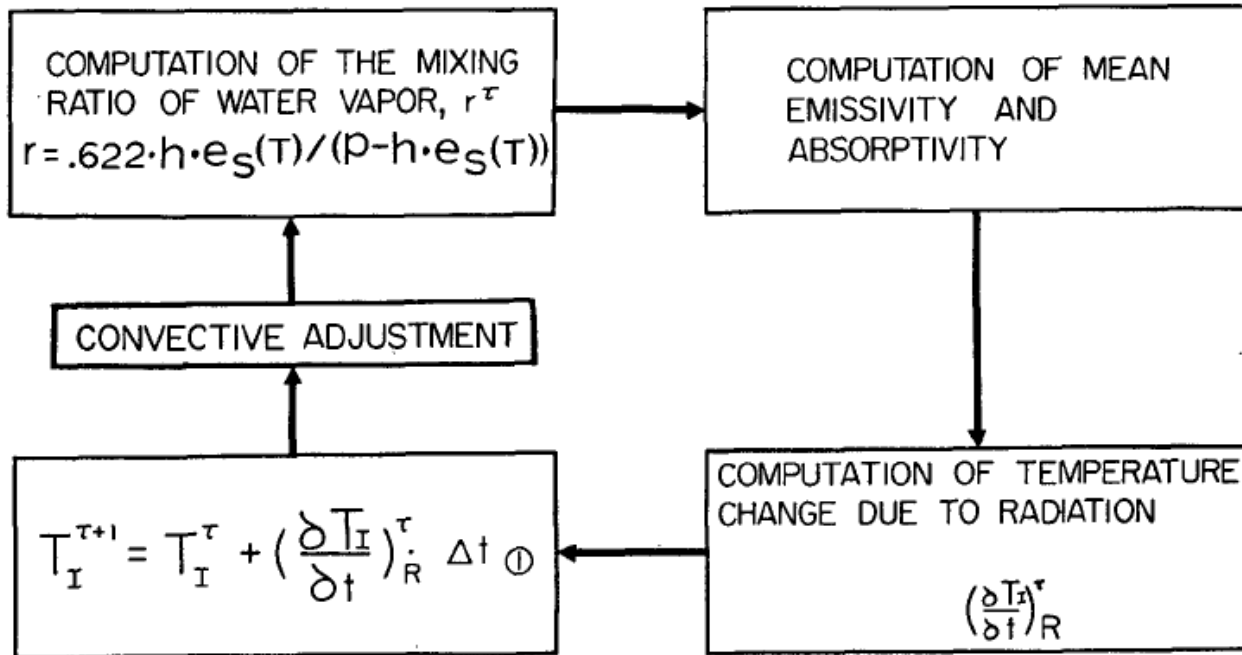 COMPUTATION OF THE MIXING
RATIO OF WATER VAPOR, r^τ
r = .622·h·e_S(T)/(P-h·e_S(T))
COMPUTATION OF MEAN
EMISSIVITY AND
ABSORPTIVITY
CONVECTIVE ADJUSTMENT
T_I^{τ+1} = T_I^τ + (∂T_I/∂t)_R^τ Δt ①
COMPUTATION OF TEMPERATURE
CHANGE DUE TO RADIATION
(∂T_I/∂t)_R^τ